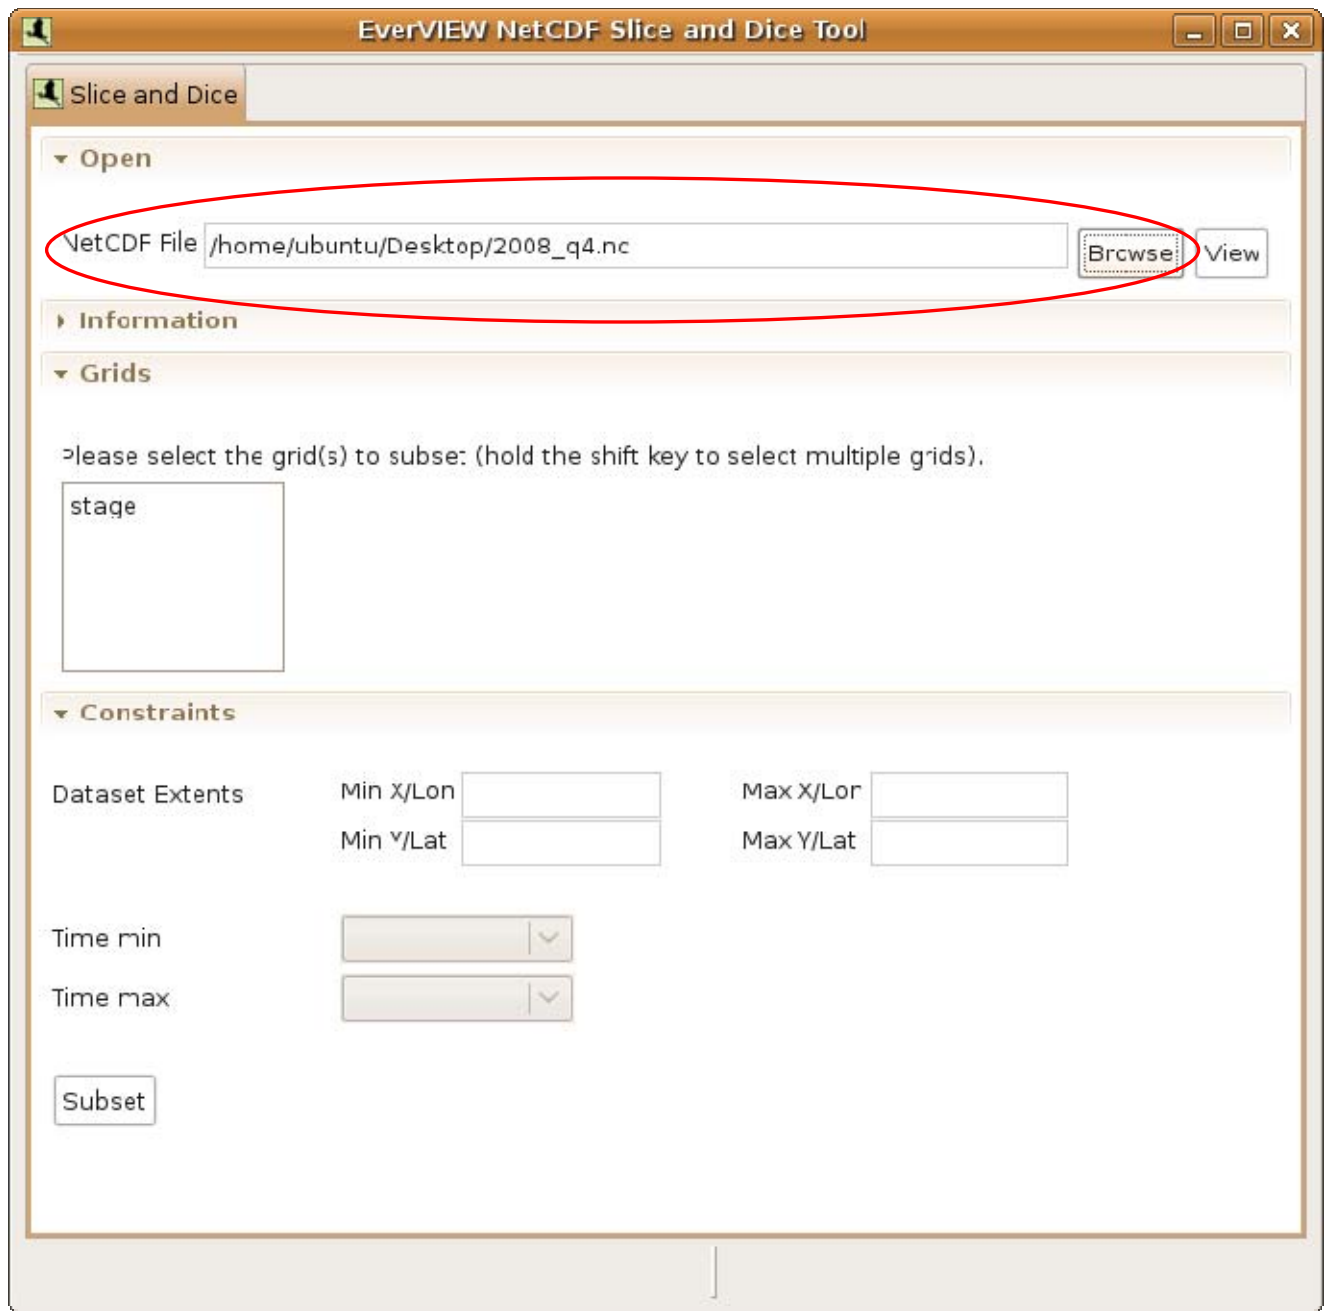 EverVIEW NetCDF Slice and Dice Tool
Slice and Dice
Open
NetCDF File /home/ubuntu/Desktop/2008_q4.nc Browse View
Information
Grids
Please select the grid(s) to subset (hold the shift key to select multiple grids).
stage
Constraints
Dataset Extents Min X/Lon Max X/Lon
Min Y/Lat Max Y/Lat
Time min
Time max
Subset